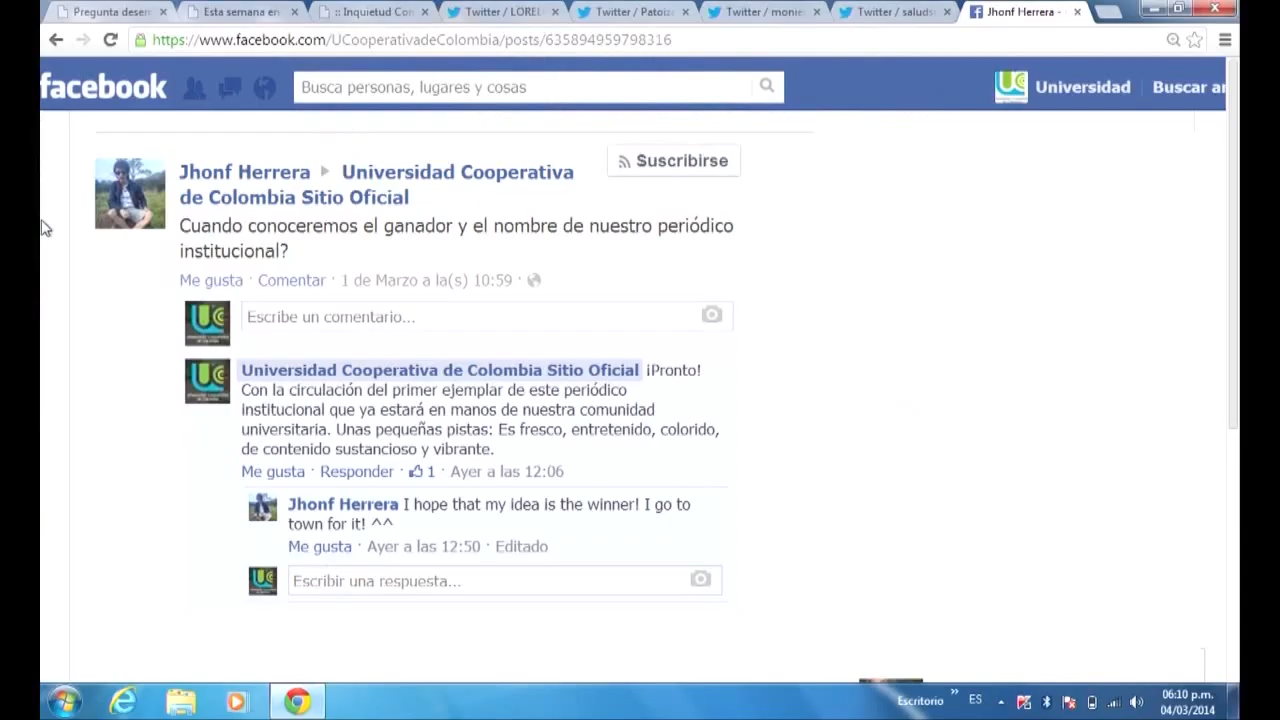 Pregunta desem
Esta semana en
:: Inquietud Con
Twitter / LOREL
Twitter / Patoiz
Twitter / monie
Twitter / saluds
Jhonf Herrera -
https://www.facebook.com/UCooperativadeColombia/posts/635894959798316
facebook
Busca personas, lugares y cosas
Universidad
Buscar an
Jhonf Herrera ▸ Universidad Cooperativa
de Colombia Sitio Oficial
Suscribirse
Cuando conoceremos el ganador y el nombre de nuestro periódico
institucional?
Me gusta · Comentar · 1 de Marzo a la(s) 10:59 ·
Escribe un comentario...
Universidad Cooperativa de Colombia Sitio Oficial ¡Pronto!
Con la circulación del primer ejemplar de este periódico
institucional que ya estará en manos de nuestra comunidad
universitaria. Unas pequeñas pistas: Es fresco, entretenido, colorido,
de contenido sustancioso y vibrante.
Me gusta · Responder · 1 · Ayer a las 12:06
Jhonf Herrera I hope that my idea is the winner! I go to
town for it! ^^
Me gusta · Ayer a las 12:50 · Editado
Escribir una respuesta...
Escritorio » ES
06:10 p.m.
04/03/2014